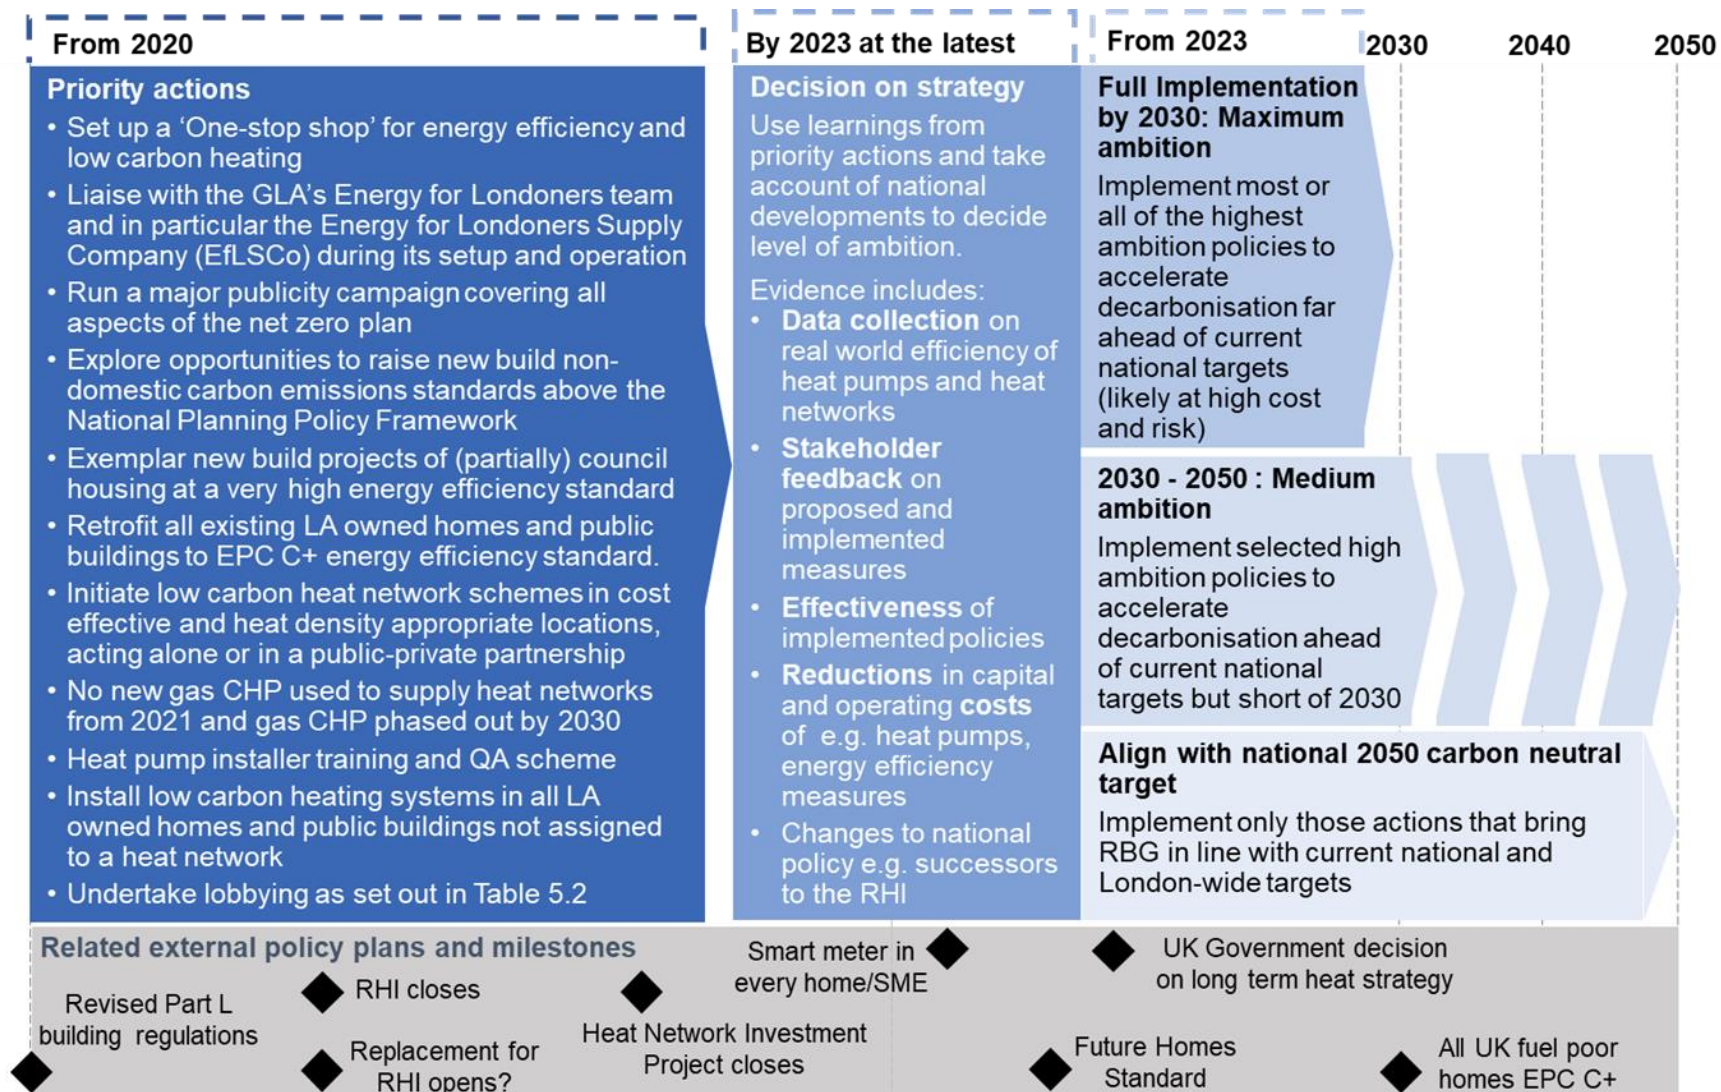 From 2020
By 2023 at the latest
From 2023
2030
2040
2050
Priority actions
• Set up a ‘One-stop shop’ for energy efficiency and
low carbon heating
• Liaise with the GLA’s Energy for Londoners team
and in particular the Energy for Londoners Supply
Company (EfLSCo) during its setup and operation
• Run a major publicity campaign covering all
aspects of the net zero plan
• Explore opportunities to raise new build non-
domestic carbon emissions standards above the
National Planning Policy Framework
• Exemplar new build projects of (partially) council
housing at a very high energy efficiency standard
• Retrofit all existing LA owned homes and public
buildings to EPC C+ energy efficiency standard.
• Initiate low carbon heat network schemes in cost
effective and heat density appropriate locations,
acting alone or in a public-private partnership
• No new gas CHP used to supply heat networks
from 2021 and gas CHP phased out by 2030
• Heat pump installer training and QA scheme
• Install low carbon heating systems in all LA
owned homes and public buildings not assigned
to a heat network
• Undertake lobbying as set out in Table 5.2
Decision on strategy
Use learnings from
priority actions and take
account of national
developments to decide
level of ambition.
Evidence includes:
• Data collection on
real world efficiency of
heat pumps and heat
networks
• Stakeholder
feedback on
proposed and
implemented
measures
• Effectiveness of
implemented policies
• Reductions in capital
and operating costs
of e.g. heat pumps,
energy efficiency
measures
• Changes to national
policy e.g. successors
to the RHI
Full Implementation
by 2030: Maximum
ambition
Implement most or
all of the highest
ambition policies to
accelerate
decarbonisation far
ahead of current
national targets
(likely at high cost
and risk)
2030 - 2050 : Medium
ambition
Implement selected high
ambition policies to
accelerate
decarbonisation ahead
of current national
targets but short of 2030
Align with national 2050 carbon neutral
target
Implement only those actions that bring
RBG in line with current national and
London-wide targets
Related external policy plans and milestones
Revised Part L
building regulations
RHI closes
Replacement for
RHI opens?
Heat Network Investment
Project closes
Smart meter in
every home/SME
UK Government decision
on long term heat strategy
Future Homes
Standard
All UK fuel poor
homes EPC C+